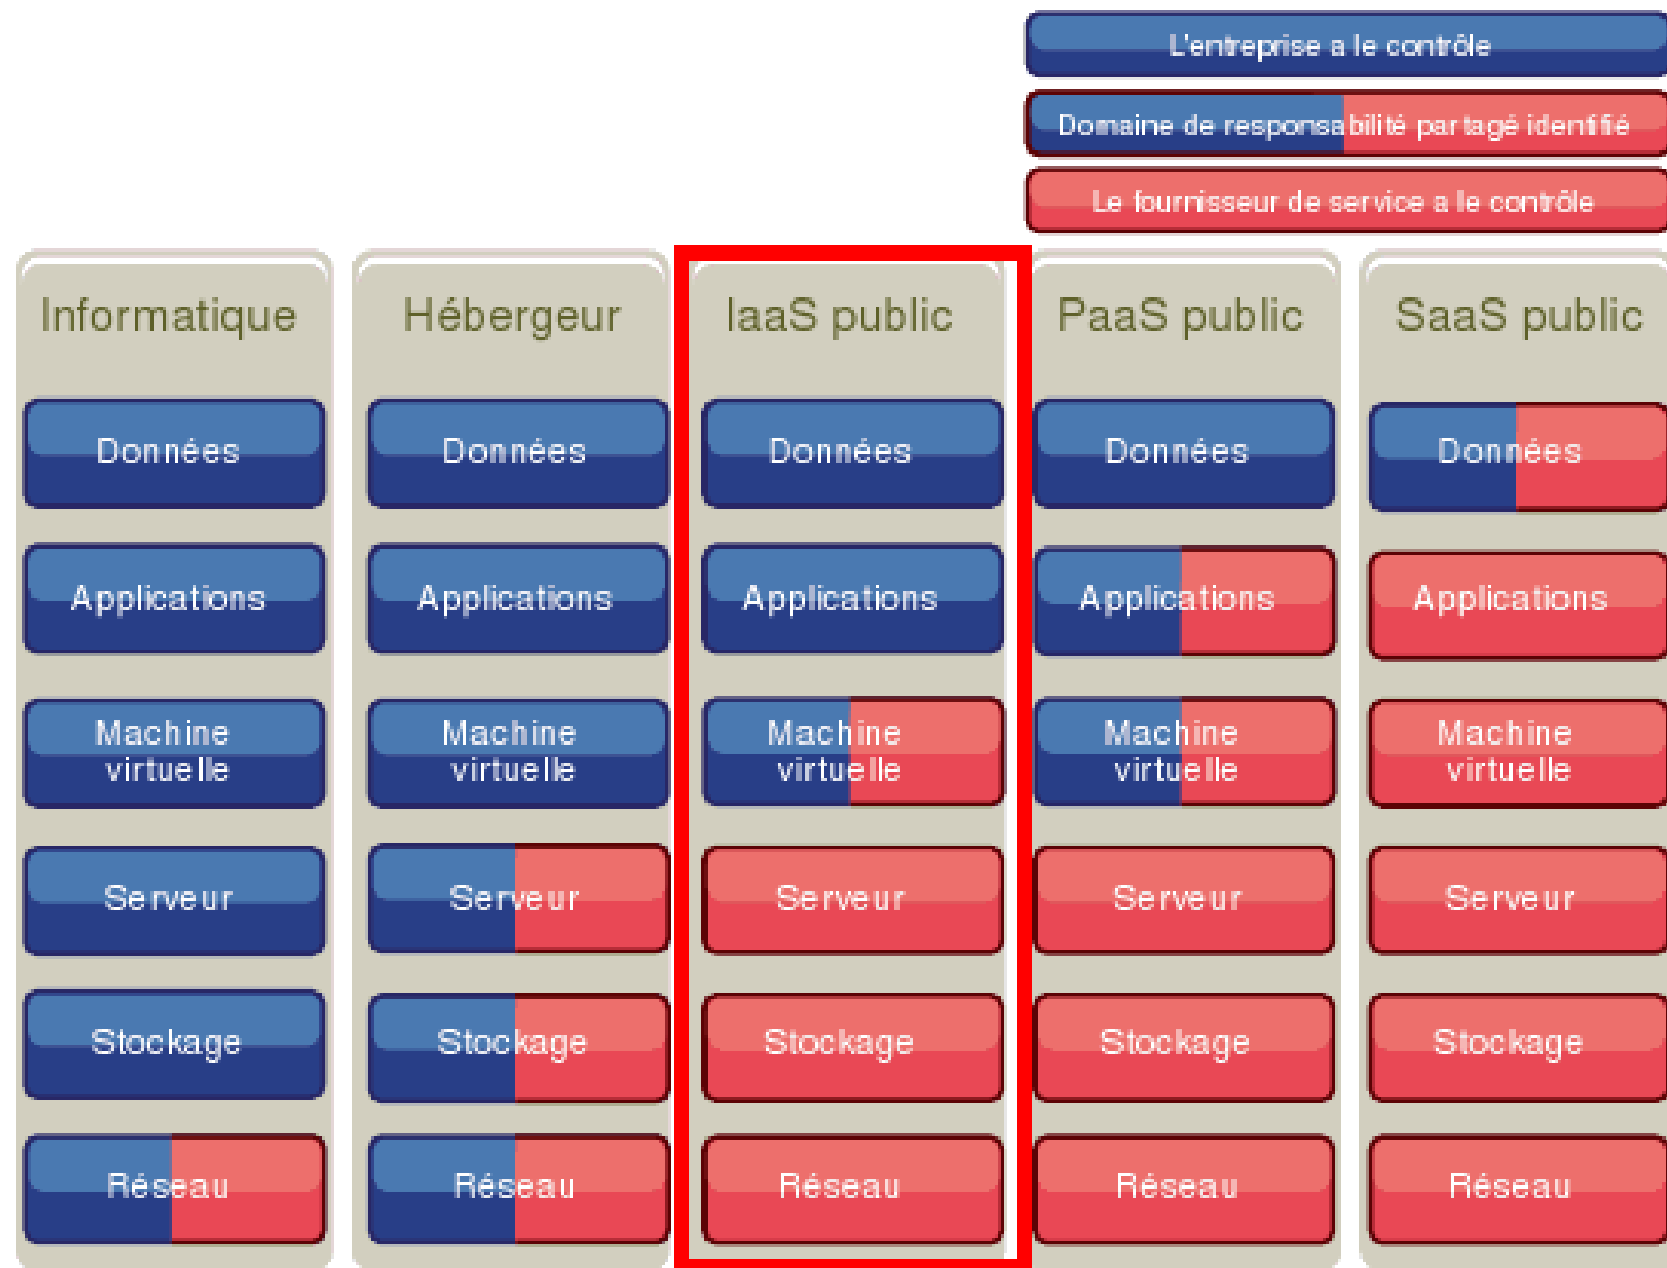 L'entreprise a le contrôle
Domaine de responsabilité partagé identifié
Le fournisseur de service a le contrôle
Informatique
Données
Applications
Machine
virtuelle
Serveur
Stockage
Réseau
Hébergeur
Données
Applications
Machine
virtuelle
Serveur
Stockage
Réseau
IaaS public
Données
Applications
Machine
virtuelle
Serveur
Stockage
Réseau
PaaS public
Données
Applications
Machine
virtuelle
Serveur
Stockage
Réseau
SaaS public
Données
Applications
Machine
virtuelle
Serveur
Stockage
Réseau